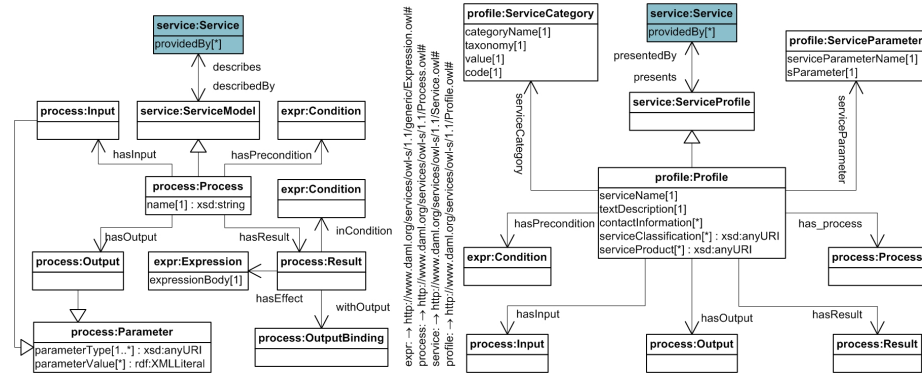 service:Service
providedBy[*]
describes
describedBy
process:Input
service:ServiceModel
expr:Condition
hasInput
hasPrecondition
process:Process
name[1] : xsd:string
expr:Condition
hasOutput
hasResult
inCondition
process:Output
expr:Expression
expressionBody[1]
process:Result
hasEffect
withOutput
process:Parameter
parameterType[1..*] : xsd:anyURI
parameterValue[*] : rdf:XMLLiteral
process:OutputBinding
expr: → http://www.daml.org/services/owl-s/1.1/generic/Expression.owl#
process: → http://www.daml.org/services/owl-s/1.1/Process.owl#
service: → http://www.daml.org/services/owl-s/1.1/Service.owl#
profile: → http://www.daml.org/services/owl-s/1.1/Profile.owl#
profile:ServiceCategory
categoryName[1]
taxonomy[1]
value[1]
code[1]
service:Service
providedBy[*]
profile:ServiceParameter
serviceParameterName[1]
sParameter[1]
presentedBy
presents
service:ServiceProfile
serviceCategory
serviceParameter
profile:Profile
serviceName[1]
textDescription[1]
contactInformation[*]
serviceClassification[*] : xsd:anyURI
serviceProduct[*] : xsd:anyURI
hasPrecondition
has_process
expr:Condition
process:Process
hasInput
hasOutput
hasResult
process:Input
process:Output
process:Result